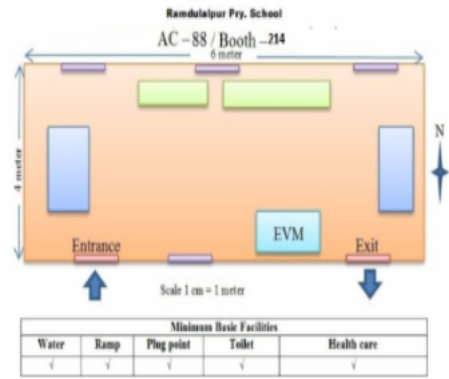 Ramdulalpur Pry. School
AC – 88 / Booth –214
6 meter
4 meter
N
EVM
Entrance
Exit
Scale 1 cm = 1 meter
Minimum Basic Facilities
Water Ramp Plug point Toilet Health care
√ √ √ √ √